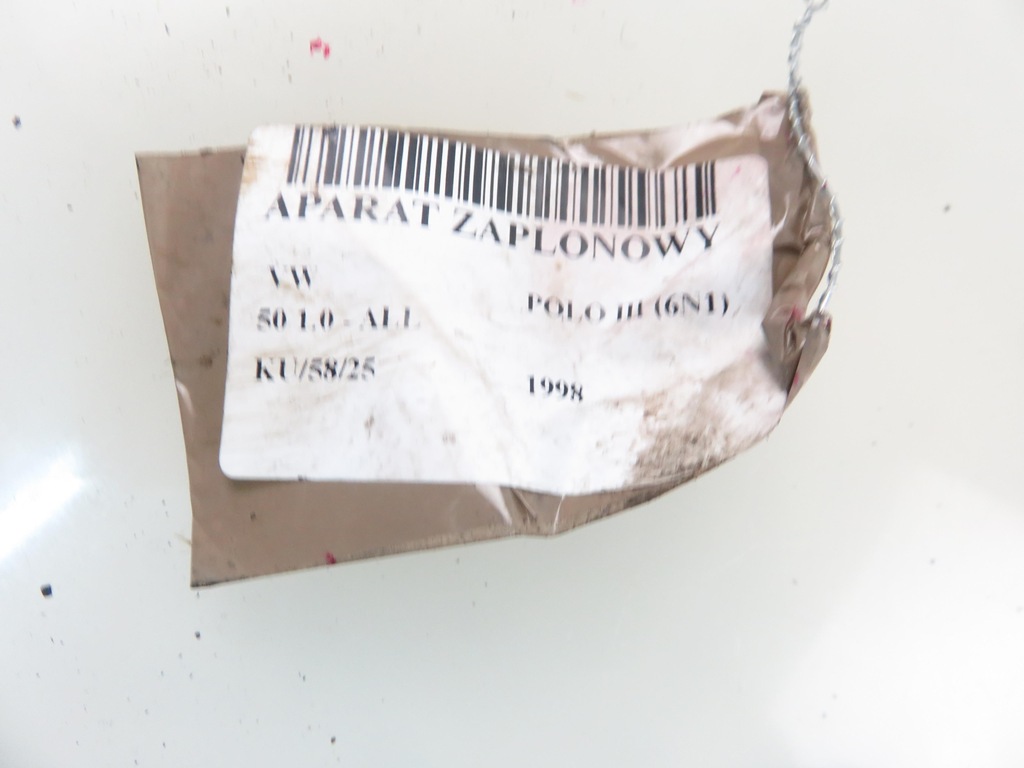 APARAT ZAPLONOWY
VW
POLO III (6N1)
50 1.0 - ALL
KU/58/25
1998